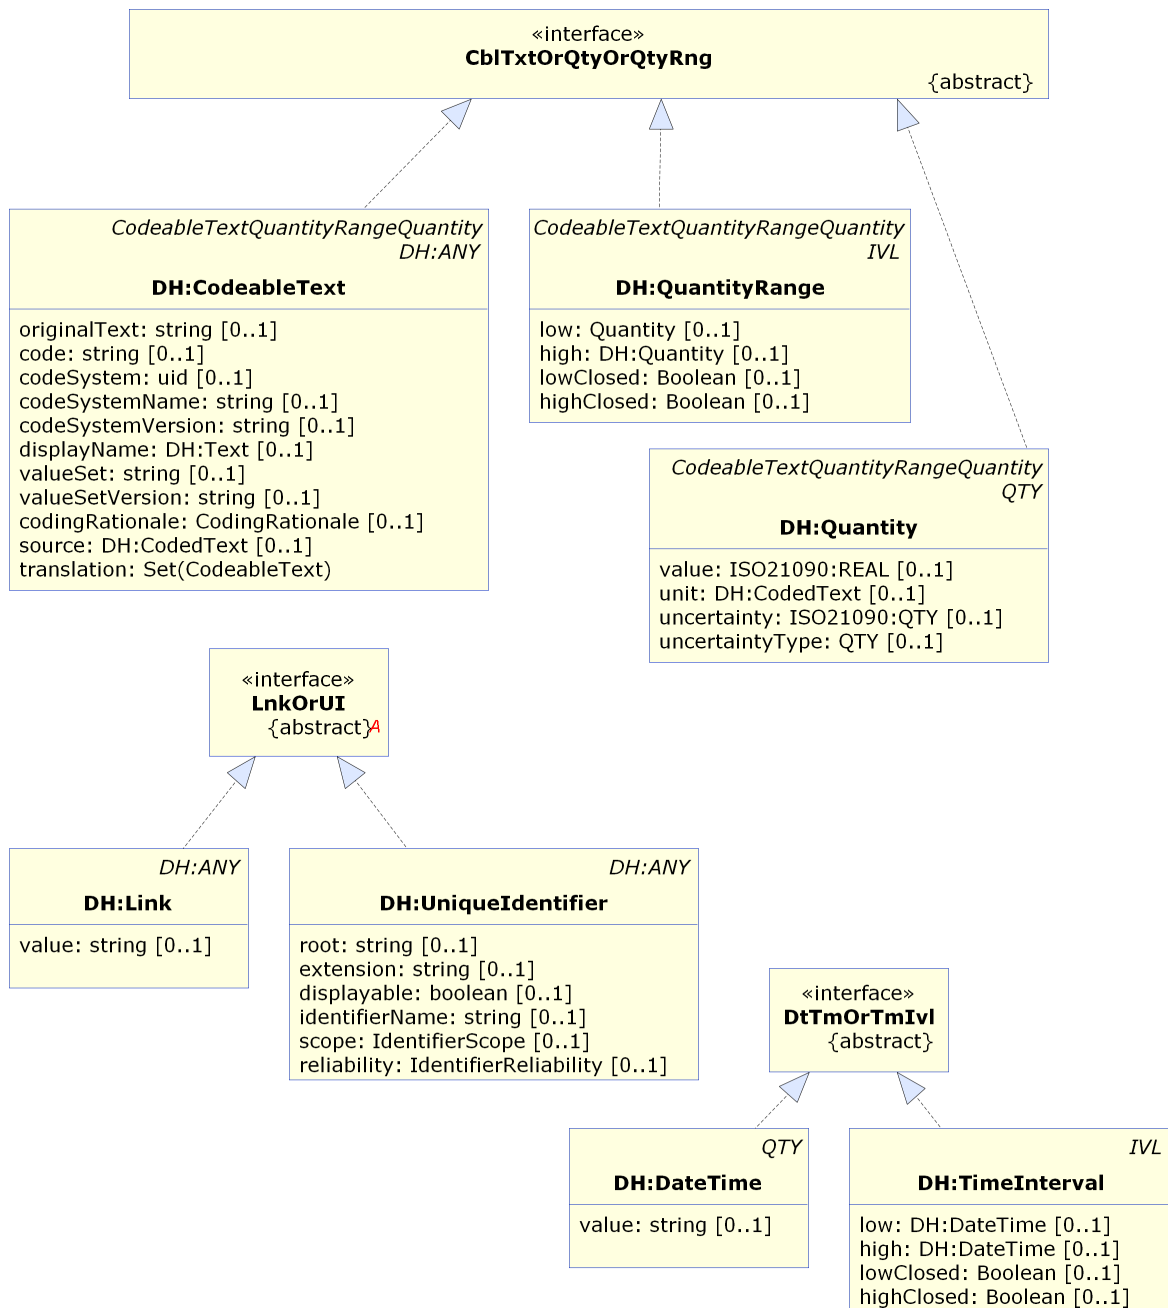 «interface»
CblTxtOrQtyOrQtyRng
{abstract}
CodeableTextQuantityRangeQuantity
DH:ANY
DH:CodeableText
originalText: string [0..1]
code: string [0..1]
codeSystem: uid [0..1]
codeSystemName: string [0..1]
codeSystemVersion: string [0..1]
displayName: DH:Text [0..1]
valueSet: string [0..1]
valueSetVersion: string [0..1]
codingRationale: CodingRationale [0..1]
source: DH:CodedText [0..1]
translation: Set(CodeableText)
CodeableTextQuantityRangeQuantity
IVL
DH:QuantityRange
low: Quantity [0..1]
high: DH:Quantity [0..1]
lowClosed: Boolean [0..1]
highClosed: Boolean [0..1]
CodeableTextQuantityRangeQuantity
QTY
DH:Quantity
value: ISO21090:REAL [0..1]
unit: DH:CodedText [0..1]
uncertainty: ISO21090:QTY [0..1]
uncertaintyType: QTY [0..1]
«interface»
LnkOrUI
{abstract}A
DH:ANY
DH:Link
value: string [0..1]
DH:ANY
DH:UniqueIdentifier
root: string [0..1]
extension: string [0..1]
displayable: boolean [0..1]
identifierName: string [0..1]
scope: IdentifierScope [0..1]
reliability: IdentifierReliability [0..1]
«interface»
DtTmOrTmIvl
{abstract}
QTY
DH:DateTime
value: string [0..1]
IVL
DH:TimeInterval
low: DH:DateTime [0..1]
high: DH:DateTime [0..1]
lowClosed: Boolean [0..1]
highClosed: Boolean [0..1]